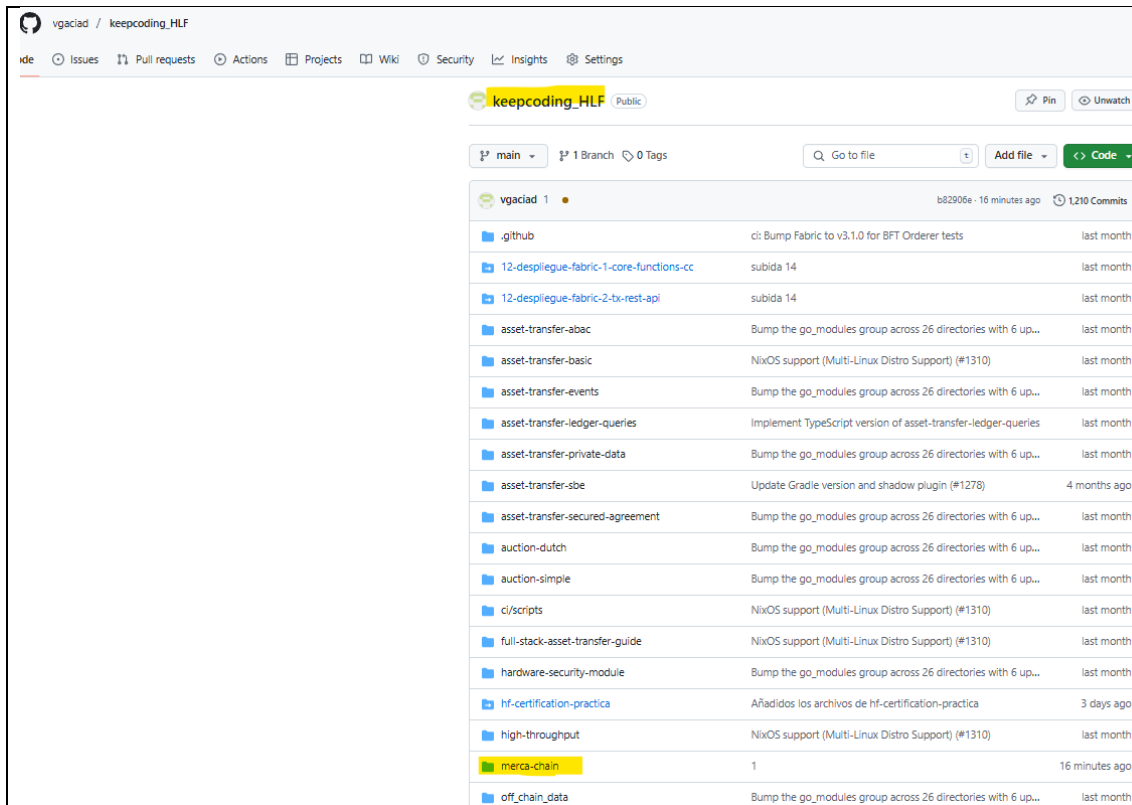 vgaciad / keepcoding_HLF
de Issues Pull requests Actions Projects Wiki Security Insights Settings
keepcoding_HLF Public Pin Unwatch
main 1 Branch 0 Tags Go to file t Add file Code
vgaciad 1 b82906e · 16 minutes ago 1,210 Commits
.github ci: Bump Fabric to v3.1.0 for BFT Orderer tests last month
12-despliegue-fabric-1-core-functions-cc subida 14 last month
12-despliegue-fabric-2-tx-rest-api subida 14 last month
asset-transfer-abac Bump the go_modules group across 26 directories with 6 up... last month
asset-transfer-basic NixOS support (Multi-Linux Distro Support) (#1310) last month
asset-transfer-events Bump the go_modules group across 26 directories with 6 up... last month
asset-transfer-ledger-queries Implement TypeScript version of asset-transfer-ledger-queries last month
asset-transfer-private-data Bump the go_modules group across 26 directories with 6 up... last month
asset-transfer-sbe Update Gradle version and shadow plugin (#1278) 4 months ago
asset-transfer-secured-agreement Bump the go_modules group across 26 directories with 6 up... last month
auction-dutch Bump the go_modules group across 26 directories with 6 up... last month
auction-simple Bump the go_modules group across 26 directories with 6 up... last month
ci/scripts NixOS support (Multi-Linux Distro Support) (#1310) last month
full-stack-asset-transfer-guide NixOS support (Multi-Linux Distro Support) (#1310) last month
hardware-security-module Bump the go_modules group across 26 directories with 6 up... last month
hf-certification-practica Añadidos los archivos de hf-certification-practica 3 days ago
high-throughput NixOS support (Multi-Linux Distro Support) (#1310) last month
merca-chain 1 16 minutes ago
off_chain_data Bump the go_modules group across 26 directories with 6 up... last month